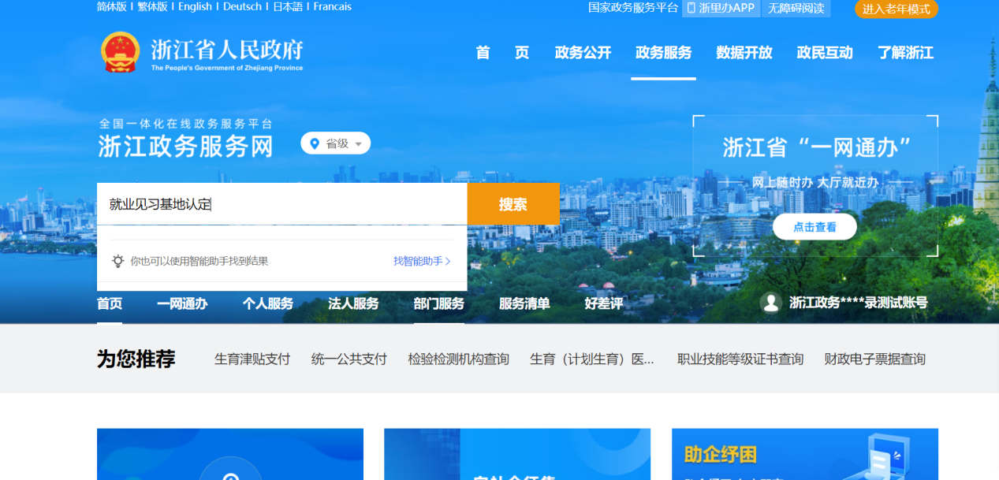 简体版 | 繁体版 | English | Deutsch | 日本語 | Francais
国家政务服务平台 浙里办APP 无障碍阅读 进入老年模式
浙江省人民政府
The People's Government of Zhejiang Province
首 页 政务公开 政务服务 数据开放 政民互动 了解浙江
全国一体化在线政务服务平台
浙江政务服务网
省级
浙江省“一网通办”
网上随时办 大厅就近办
点击查看
就业见习基地认定
搜索
你也可以使用智能助手找到结果 找智能助手
首页 一网通办 个人服务 法人服务 部门服务 服务清单 好差评
浙江政务****录测试账号
为您推荐 生育津贴支付 统一公共支付 检验检测机构查询 生育（计划生育）医... 职业技能等级证书查询 财政电子票据查询
助企纾困